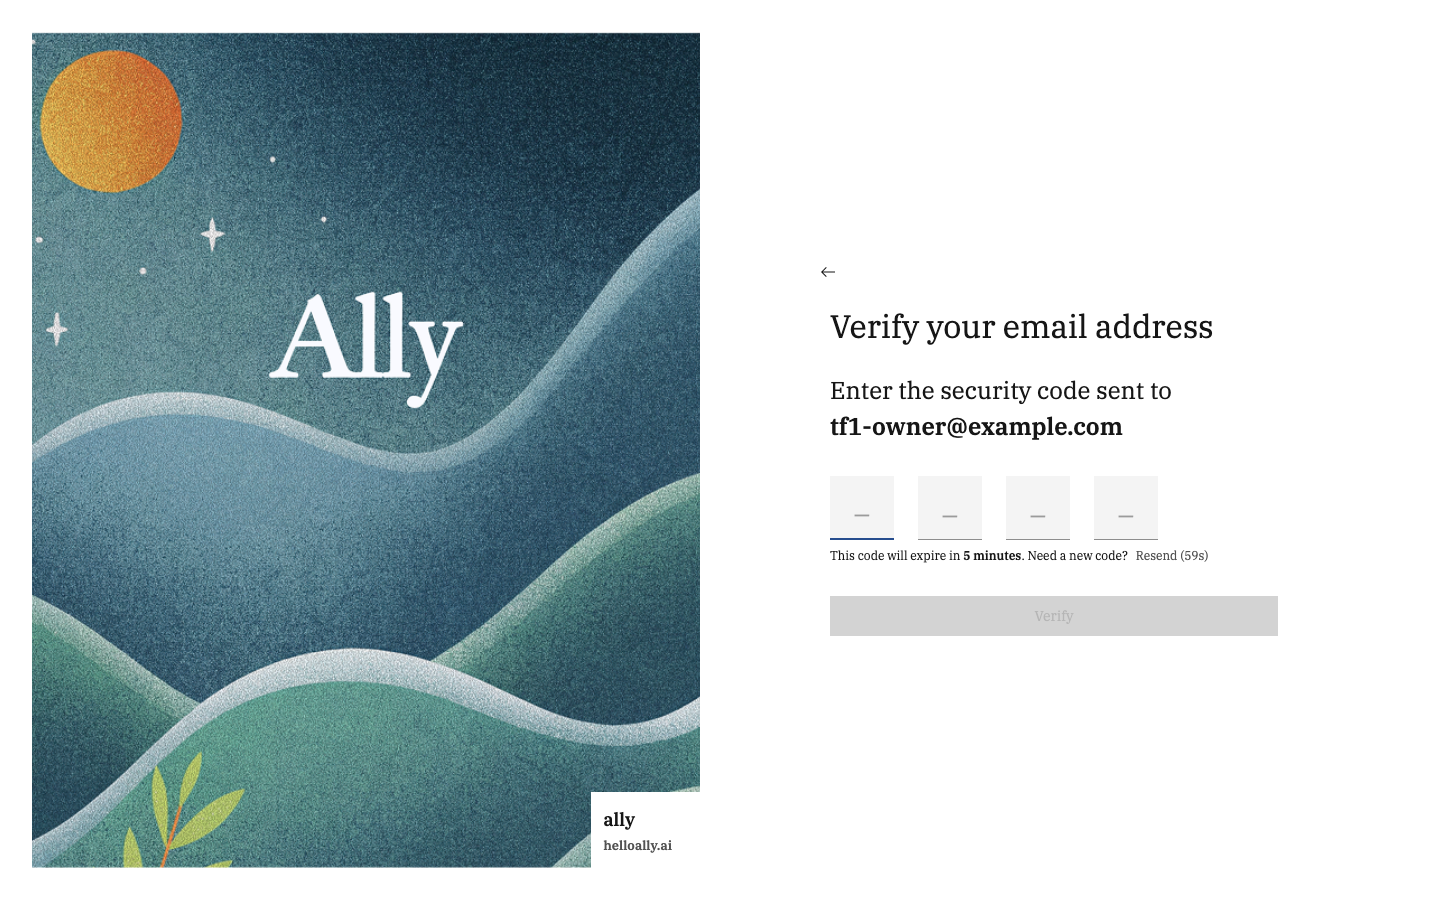 Ally
ally
helloally.ai
Verify your email address
Enter the security code sent to
tf1-owner@example.com
This code will expire in 5 minutes. Need a new code? Resend (59s)
Verify